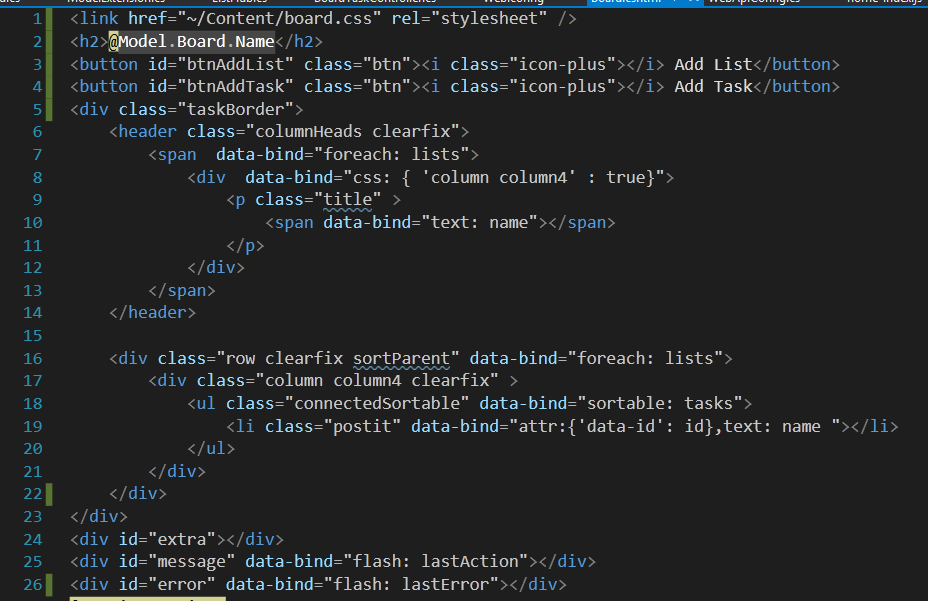 1 <link href="~/Content/board.css" rel="stylesheet" />
2 <h2>@Model.Board.Name</h2>
3 <button id="btnAddList" class="btn"><i class="icon-plus"></i> Add List</button>
4 <button id="btnAddTask" class="btn"><i class="icon-plus"></i> Add Task</button>
5 <div class="taskBorder">
6     <header class="columnHeads clearfix">
7         <span  data-bind="foreach: lists">
8             <div  data-bind="css: { 'column column4' : true}">
9                 <p class="title" >
10                     <span data-bind="text: name"></span>
11                 </p>
12             </div>
13         </span>
14     </header>
15
16     <div class="row clearfix sortParent" data-bind="foreach: lists">
17         <div class="column column4 clearfix" >
18             <ul class="connectedSortable" data-bind="sortable: tasks">
19                 <li class="postit" data-bind="attr:{'data-id': id},text: name "></li>
20             </ul>
21         </div>
22     </div>
23 </div>
24 <div id="extra"></div>
25 <div id="message" data-bind="flash: lastAction"></div>
26 <div id="error" data-bind="flash: lastError"></div>